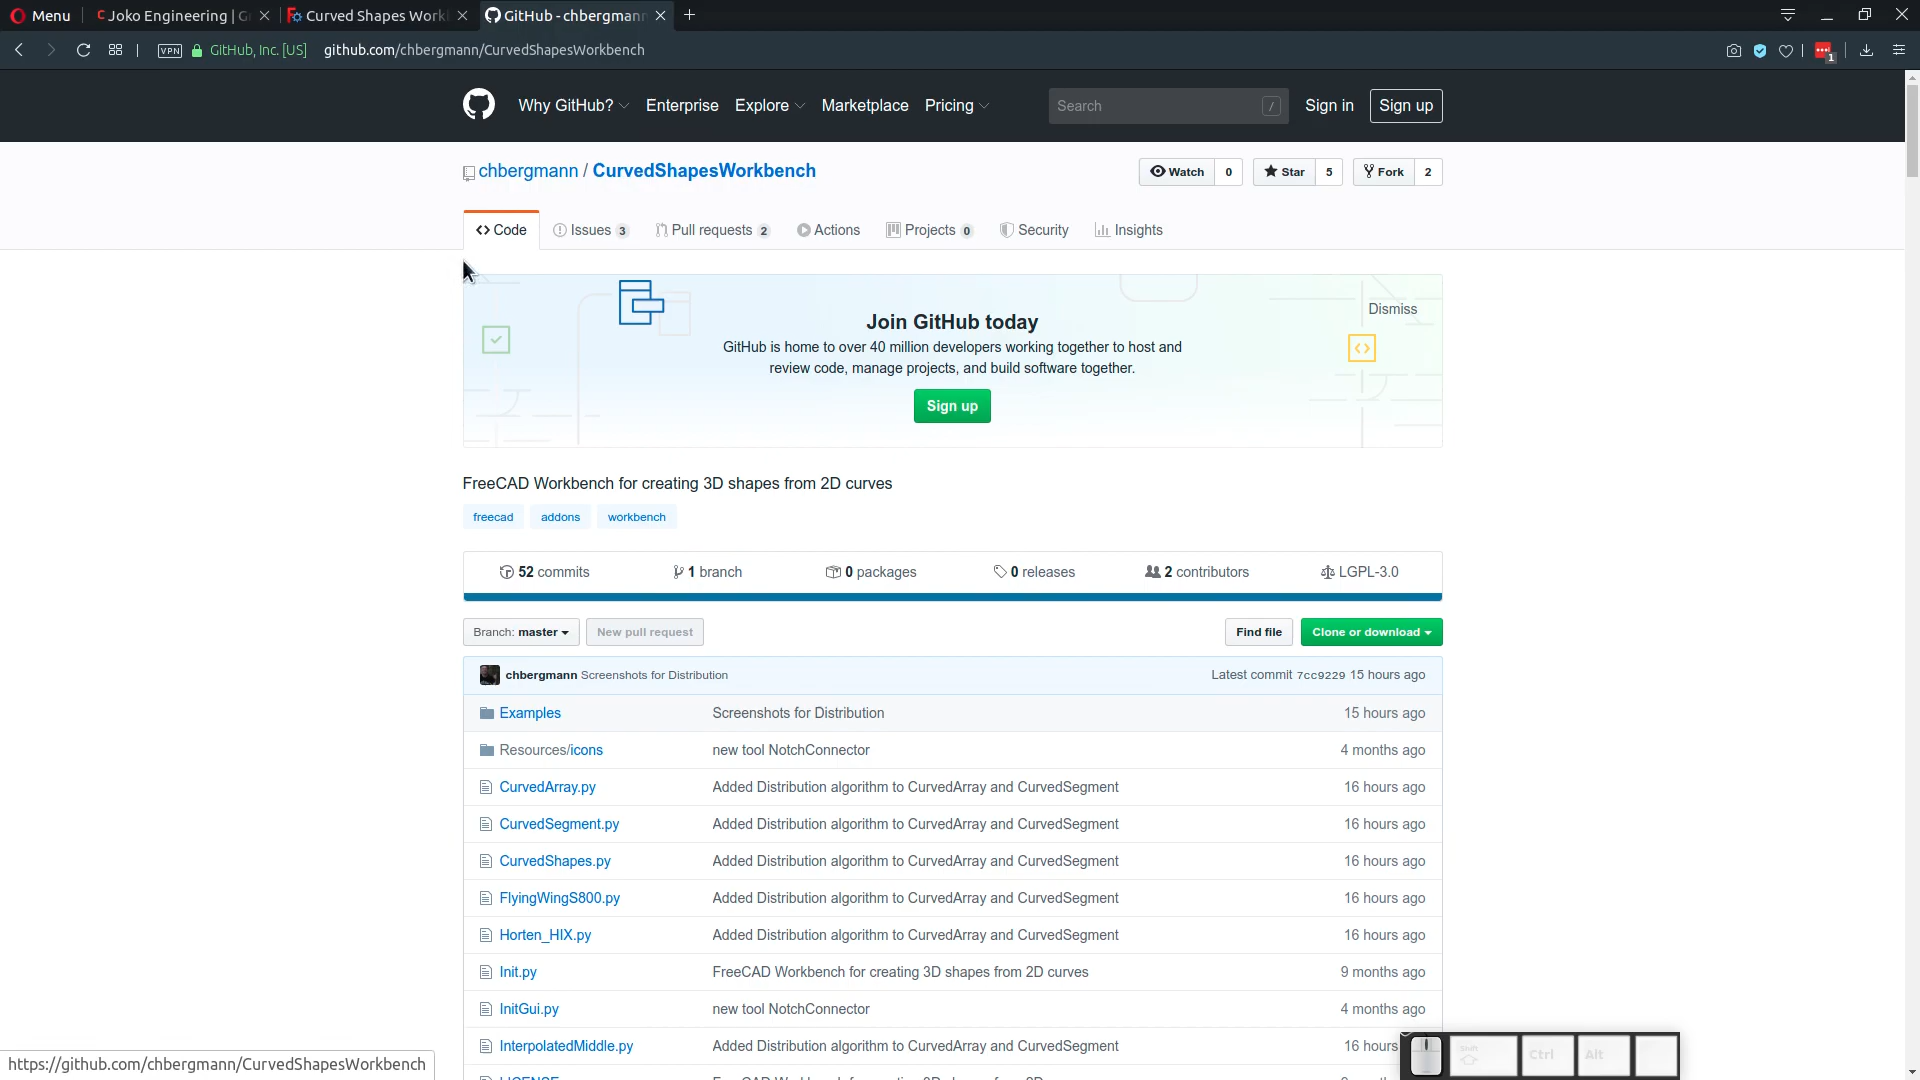 Menu
Joko Engineering | G
Curved Shapes Work
GitHub - chbergmann
VPN
GitHub, Inc. [US]
github.com/chbergmann/CurvedShapesWorkbench
1
Why GitHub?
Enterprise
Explore
Marketplace
Pricing
Search
/
Sign in
Sign up
chbergmann / CurvedShapesWorkbench
Watch 0
Star 5
Fork 2
Code
Issues 3
Pull requests 2
Actions
Projects 0
Security
Insights
Join GitHub today
Dismiss
GitHub is home to over 40 million developers working together to host and
review code, manage projects, and build software together.
Sign up
FreeCAD Workbench for creating 3D shapes from 2D curves
freecad
addons
workbench
52 commits
1 branch
0 packages
0 releases
2 contributors
LGPL-3.0
Branch: master
New pull request
Find file
Clone or download
chbergmann Screenshots for Distribution
Latest commit 7cc9229 15 hours ago
Examples
Screenshots for Distribution
15 hours ago
Resources/icons
new tool NotchConnector
4 months ago
CurvedArray.py
Added Distribution algorithm to CurvedArray and CurvedSegment
16 hours ago
CurvedSegment.py
Added Distribution algorithm to CurvedArray and CurvedSegment
16 hours ago
CurvedShapes.py
Added Distribution algorithm to CurvedArray and CurvedSegment
16 hours ago
FlyingWingS800.py
Added Distribution algorithm to CurvedArray and CurvedSegment
16 hours ago
Horten_HIX.py
Added Distribution algorithm to CurvedArray and CurvedSegment
16 hours ago
Init.py
FreeCAD Workbench for creating 3D shapes from 2D curves
9 months ago
InitGui.py
new tool NotchConnector
4 months ago
InterpolatedMiddle.py
Added Distribution algorithm to CurvedArray and CurvedSegment
16 hours
Shift
Ctrl
Alt
https://github.com/chbergmann/CurvedShapesWorkbench